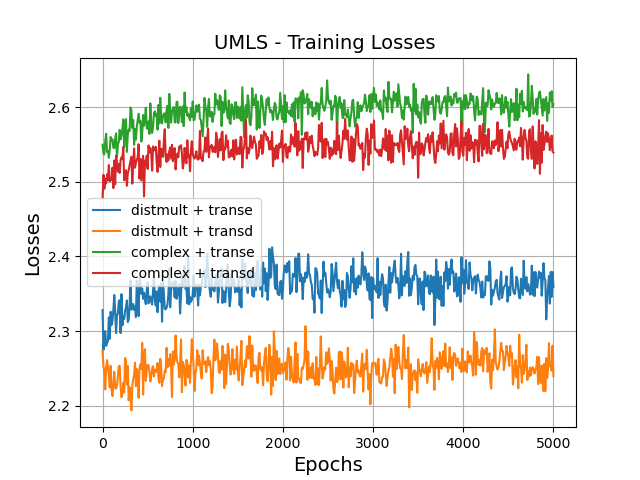 UMLS - Training Losses
Losses
2.6
2.5
2.4
2.3
2.2
distmult + transe
distmult + transd
complex + transe
complex + transd
0
1000
2000
3000
4000
5000
Epochs